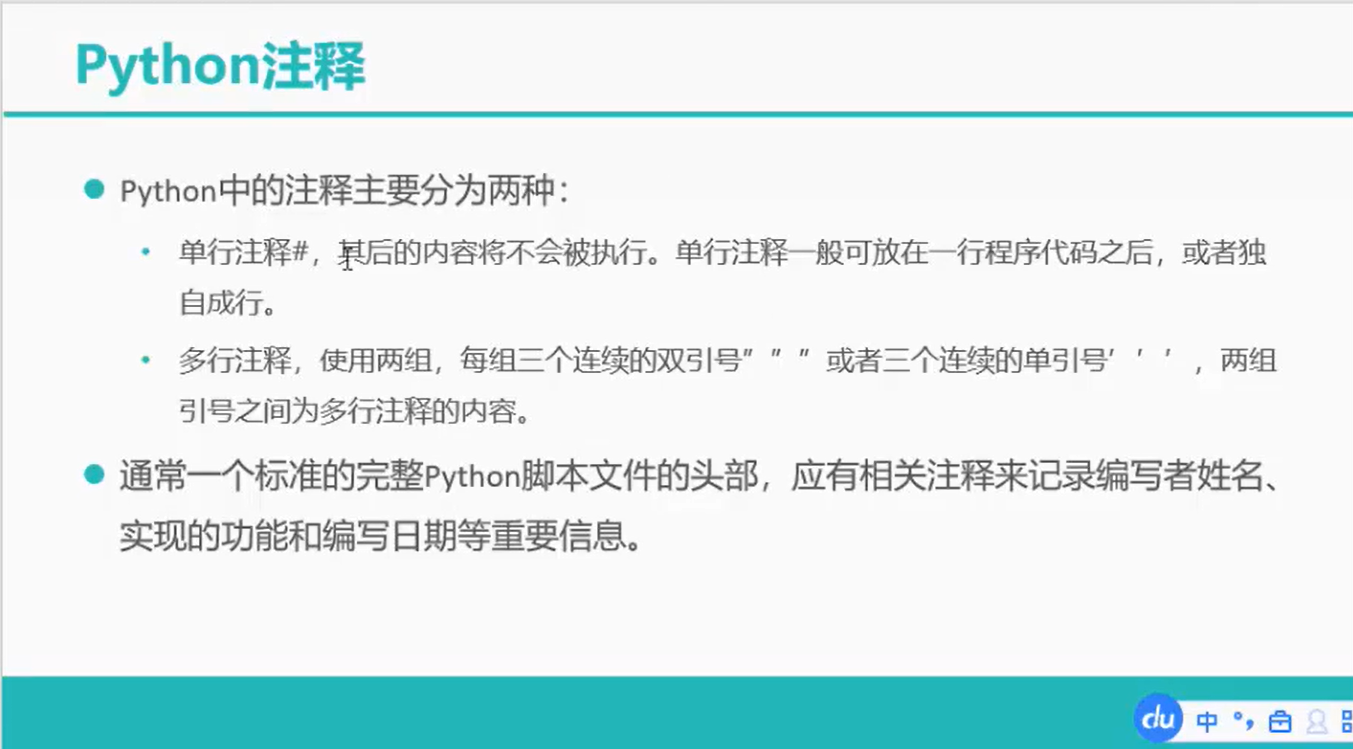 Python注释
Python中的注释主要分为两种：
单行注释#，其后的内容将不会被执行。单行注释一般可放在一行程序代码之后，或者独
自成行。
多行注释，使用两组，每组三个连续的双引号” ” ” 或者三个连续的单引号’ ’ ’ ，两组
引号之间为多行注释的内容。
通常一个标准的完整Python脚本文件的头部，应有相关注释来记录编写者姓名、
实现的功能和编写日期等重要信息。
du 中 °，